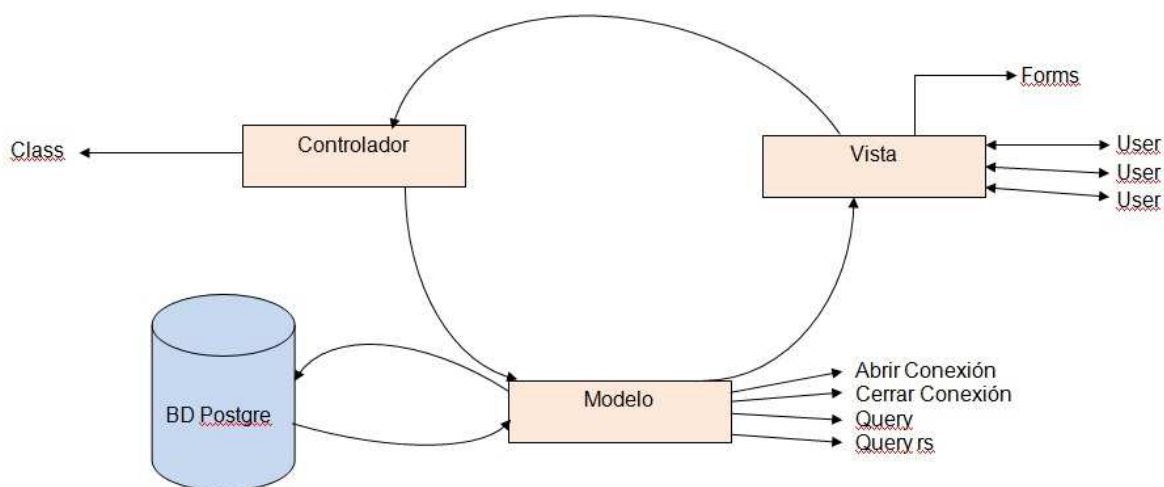 Forms
Controlador
Class
Vista
User
User
User
BD Postgre
Modelo
Abrir Conexión
Cerrar Conexión
Query
Query rs